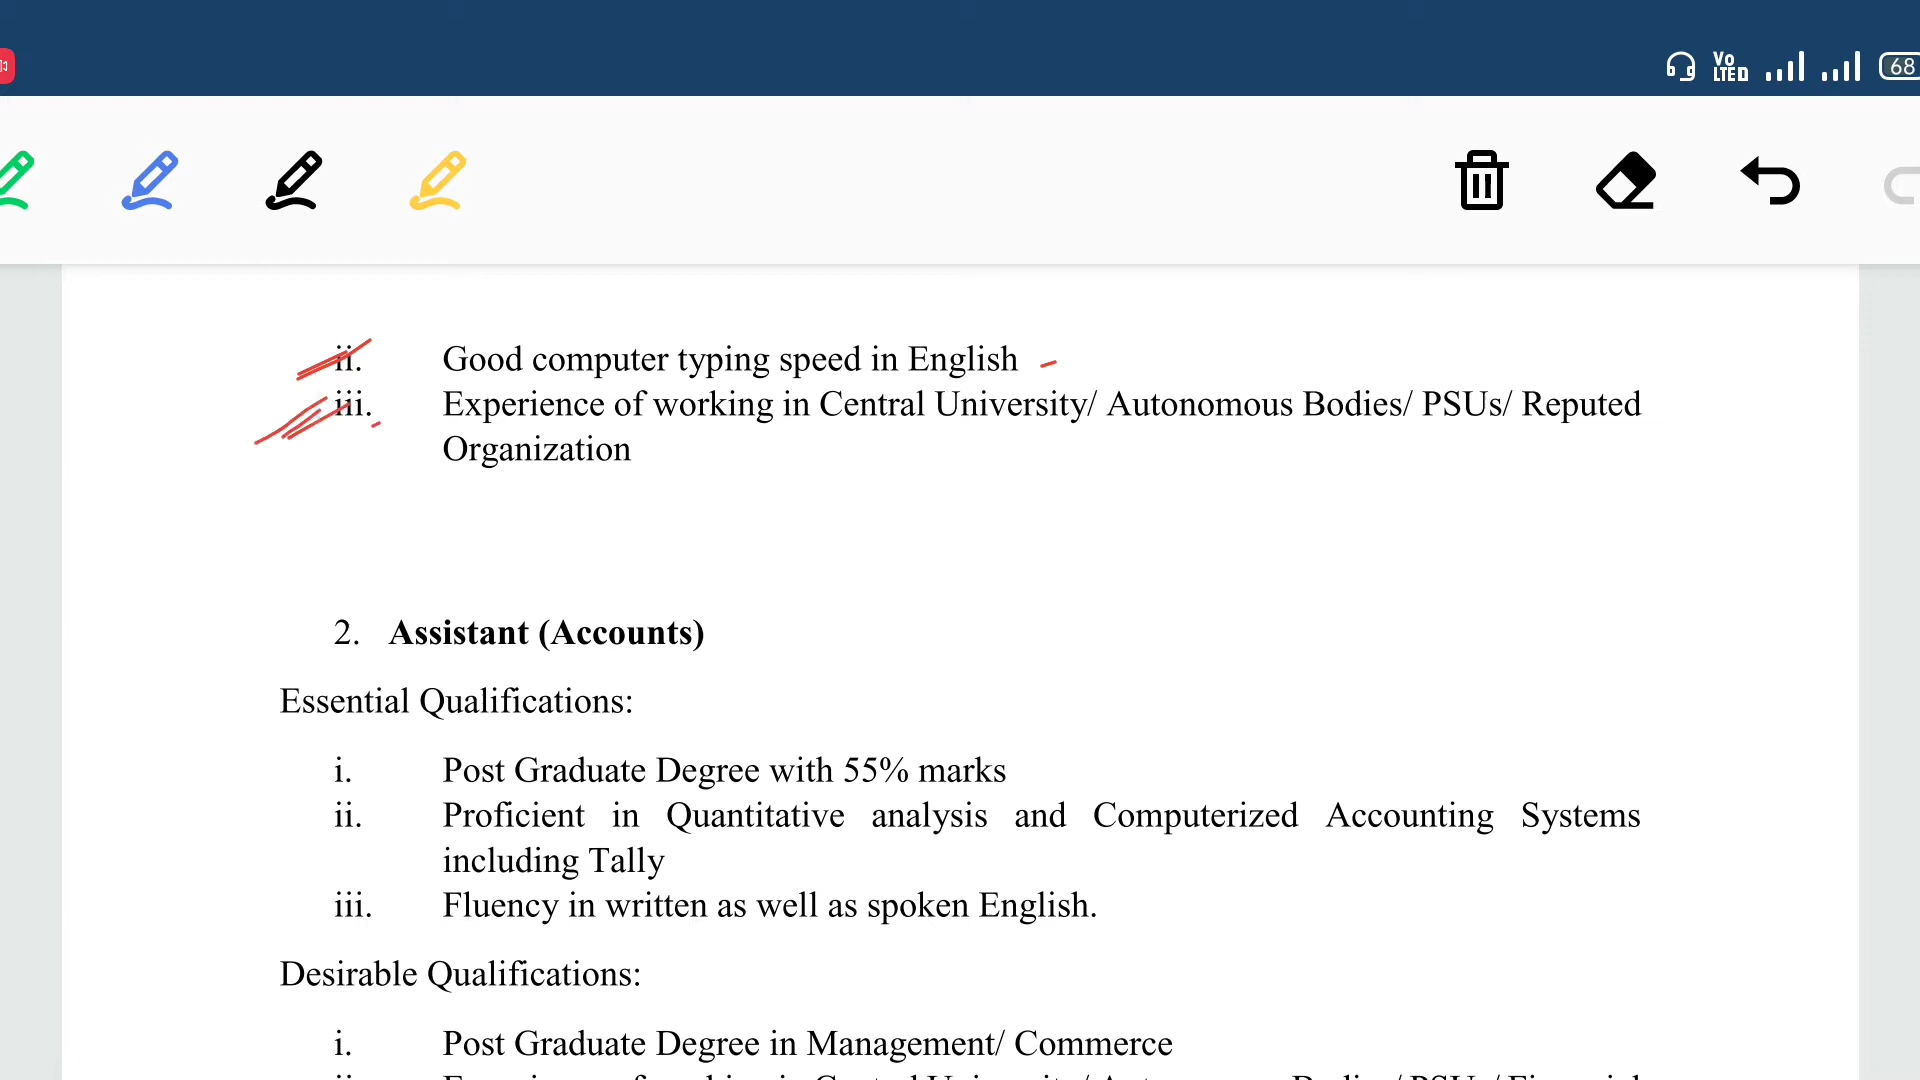 Vo
LTED
68
ii. Good computer typing speed in English
iii. Experience of working in Central University/ Autonomous Bodies/ PSUs/ Reputed
Organization
2. Assistant (Accounts)
Essential Qualifications:
i. Post Graduate Degree with 55% marks
ii. Proficient in Quantitative analysis and Computerized Accounting Systems
including Tally
iii. Fluency in written as well as spoken English.
Desirable Qualifications:
i. Post Graduate Degree in Management/ Commerce